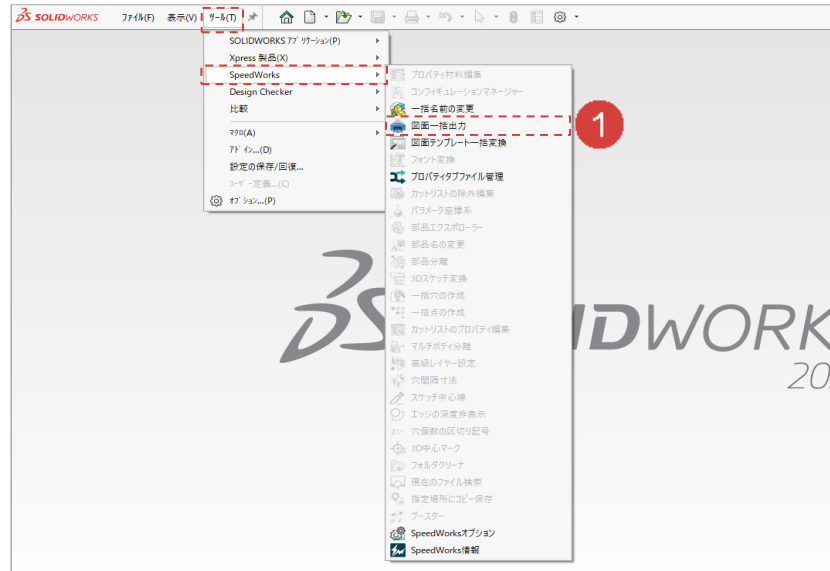 SOLIDWORKS ファイル(F) 表示(V) ツール(T)
SOLIDWORKS アプリケーション(P)
Xpress 製品(X)
SpeedWorks
Design Checker
比較
マクロ(A)
アドイン...(D)
設定の保存/回復...
ユーザー定義...(C)
オプション...(P)
プロパティ材料編集
コンフィギュレーションマネージャー
一括名前の変更
図面一括出力
図面テンプレート一括変換
フォント変換
プロパティタブファイル管理
カットリストの除外編集
パラメータ座標系
部品エクスポローラー
部品名の変更
部品分離
3Dスケッチ変換
一括穴の作成
一括点の作成
カットリストのプロパティ編集
マルチボディ分離
高級レイヤー設定
穴間隔寸法
スケッチ中心線
エッジの深度非表示
穴個数の区切り記号
3D中心マーク
フォルダクリーナ
現在のファイル検索
指定場所にコピー保存
ブースター
SpeedWorksオプション
SpeedWorks情報
1
IDWORK
20